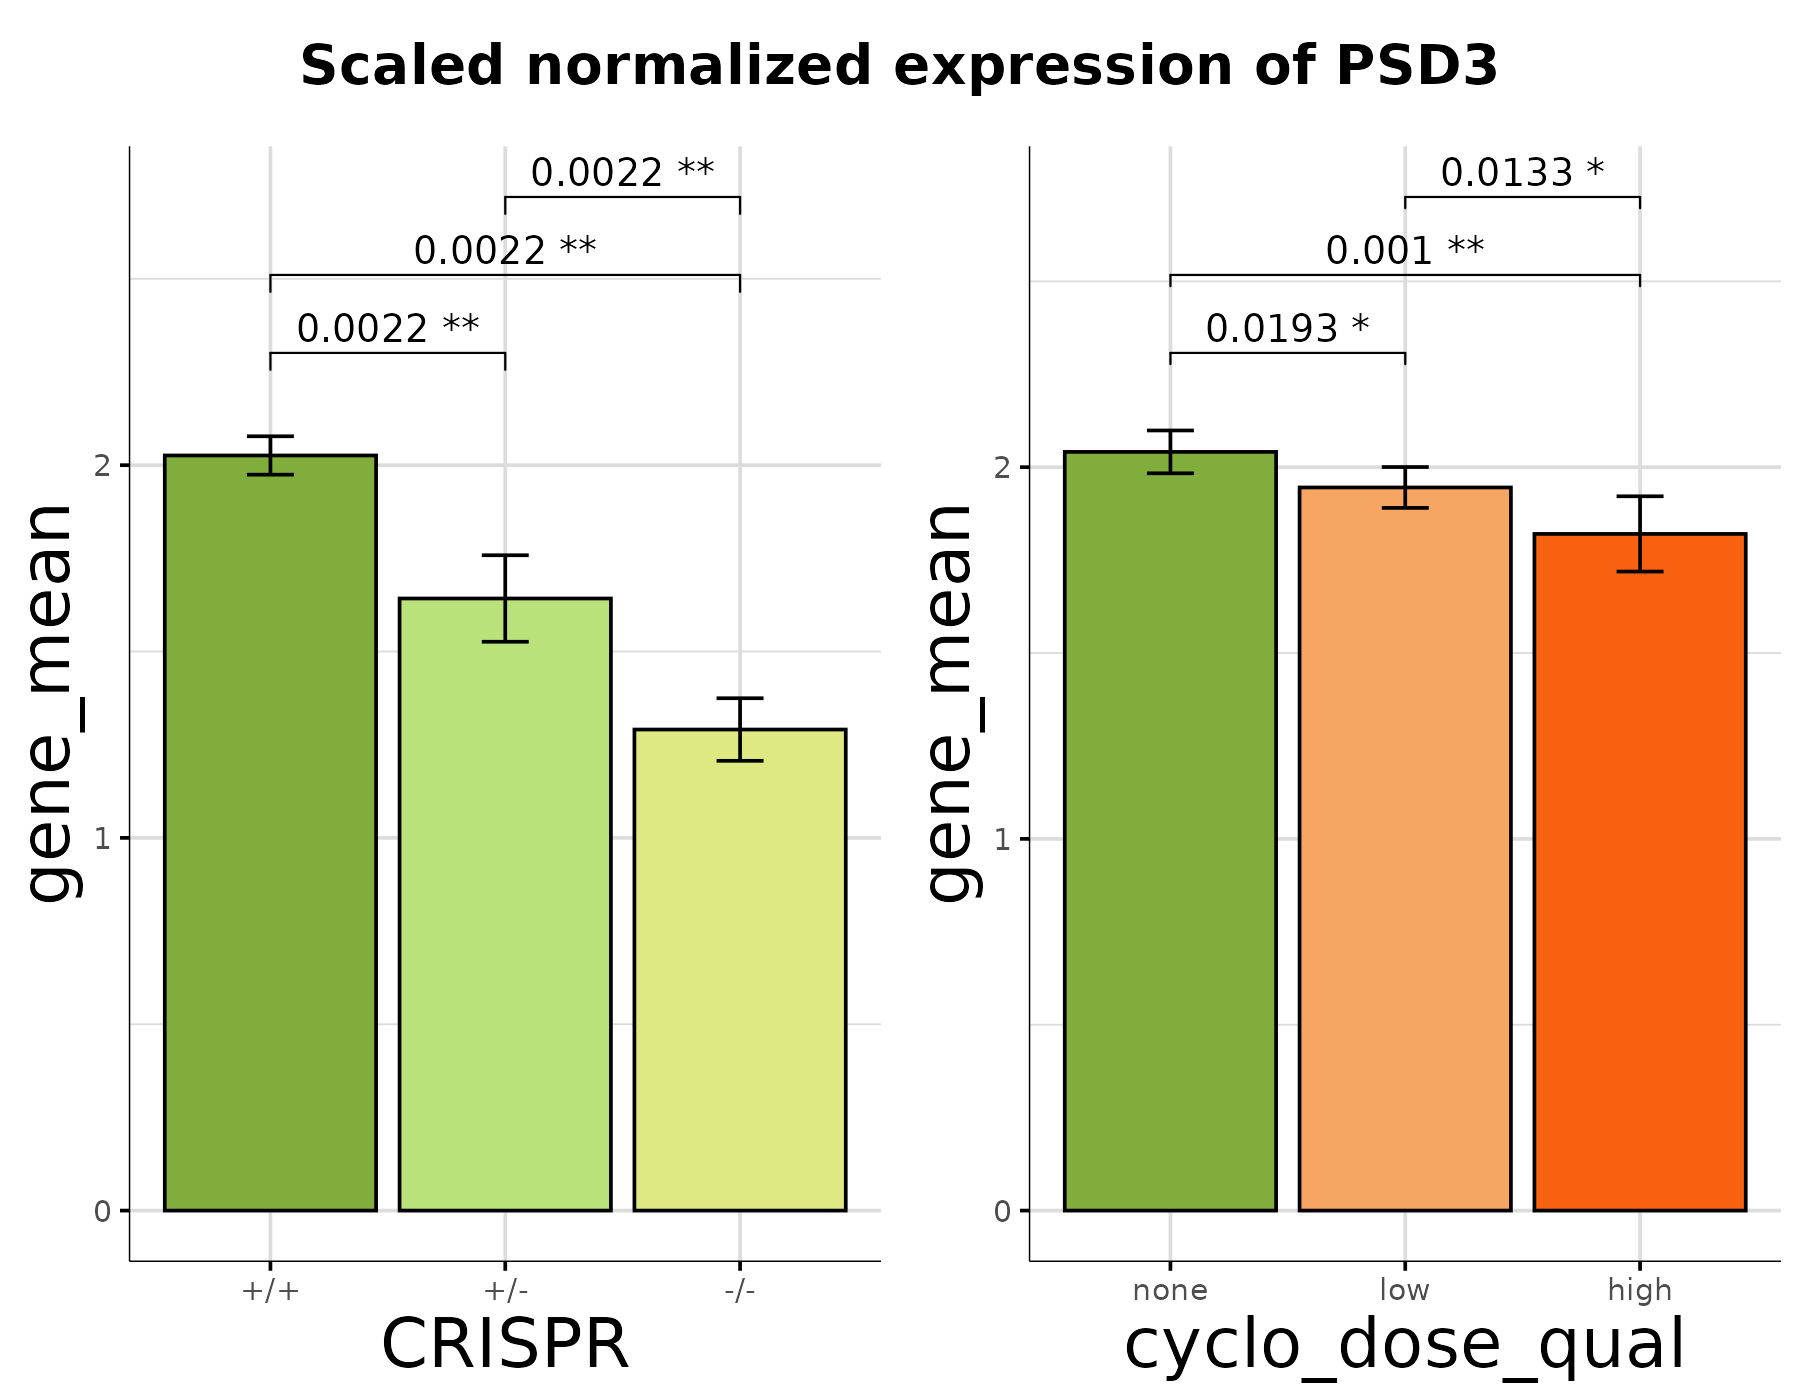 Scaled normalized expression of PSD3
0.0022 **
0.0022 **
0.0022 **
gene_mean
2
1
0
+/+
+/-
-/-
CRISPR
0.0133 *
0.001 **
0.0193 *
gene_mean
2
1
0
none
low
high
cyclo_dose_qual